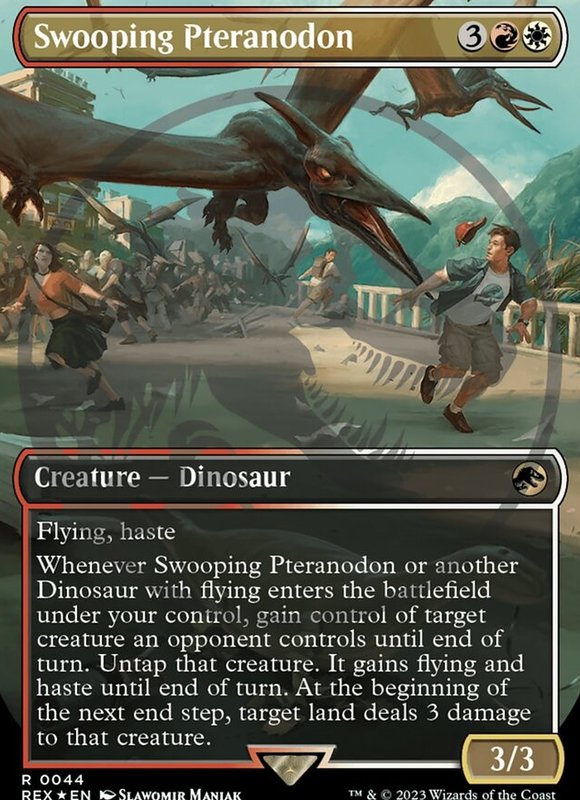 Swooping Pteranodon 3
Creature — Dinosaur
Flying, haste
Whenever Swooping Pteranodon or another
Dinosaur with flying enters the battlefield
under your control, gain control of target
creature an opponent controls until end of
turn. Untap that creature. It gains flying and
haste until end of turn. At the beginning of
the next end step, target land deals 3 damage
to that creature.
3/3
R 0044
REX★EN Slawomir Maniak ™ & © 2023 Wizards of the Coast